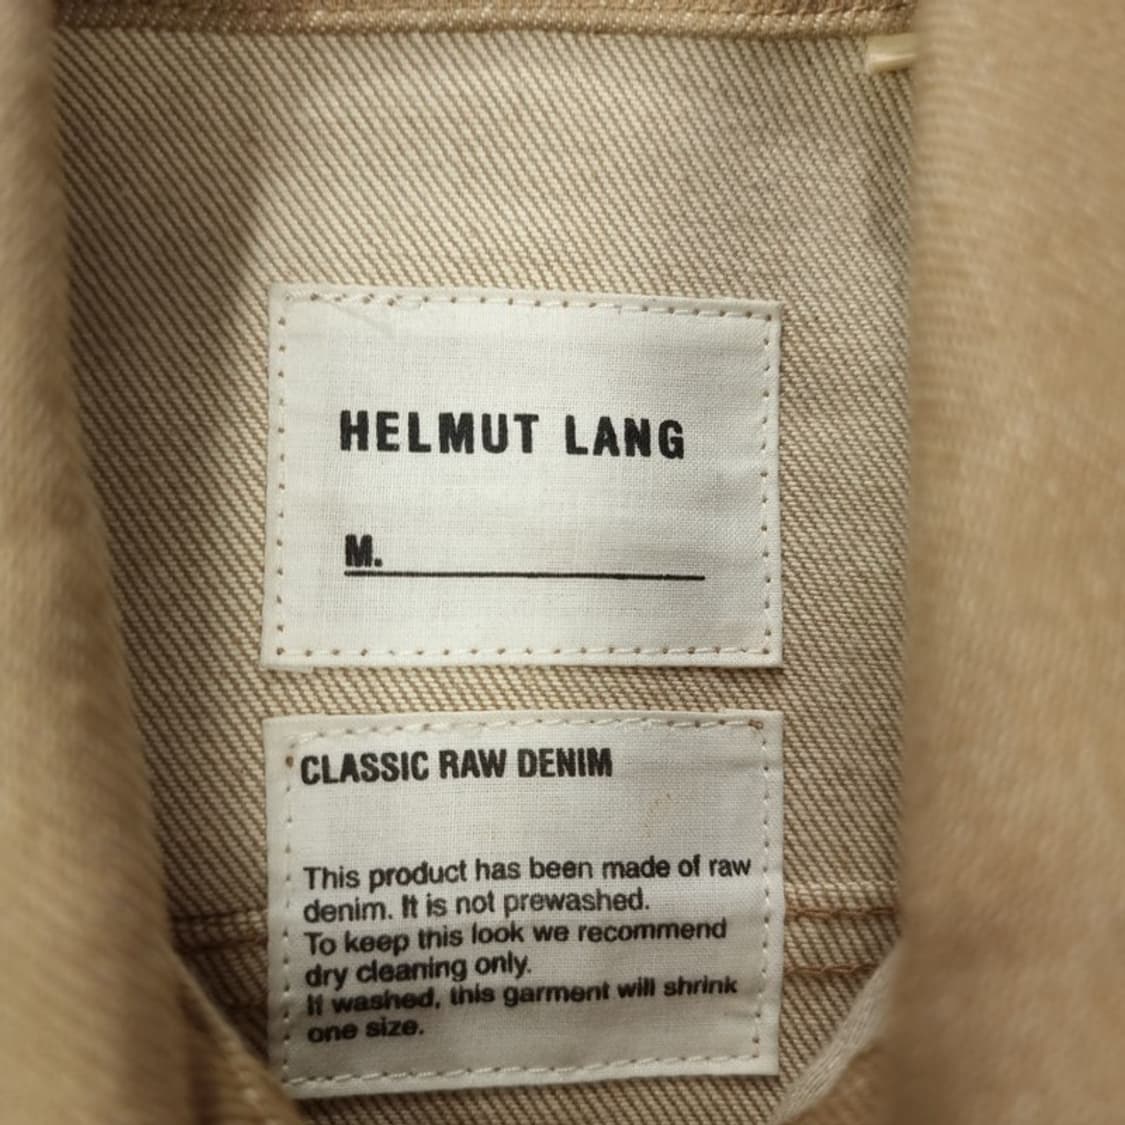 HELMUT LANG
M.
CLASSIC RAW DENIM
This product has been made of raw
denim. It is not prewashed.
To keep this look we recommend
dry cleaning only.
If washed, this garment will shrink
one size.